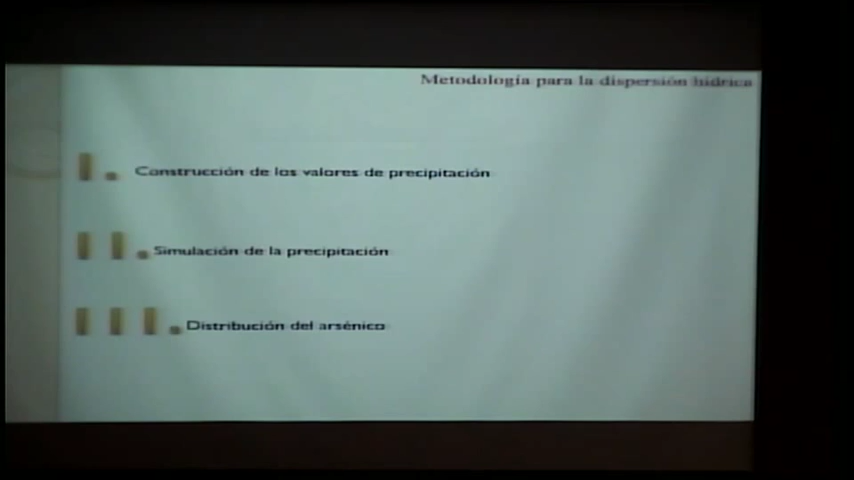 Metodología para la dispersión hídrica
I. Construcción de los valores de precipitación
II. Simulación de la precipitación
III. Distribución del arsénico